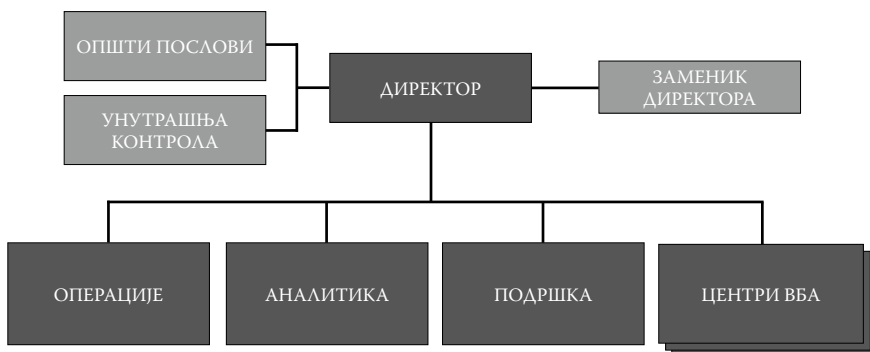 ОПШТИ ПОСЛОВИ
ДИРЕКТОР
ЗАМЕНИК
ДИРЕКТОРА
УНУТРАШЊА
КОНТРОЛА
ОПЕРАЦИЈЕ
АНАЛИТИКА
ПОДРШКА
ЦЕНТРИ ВБА